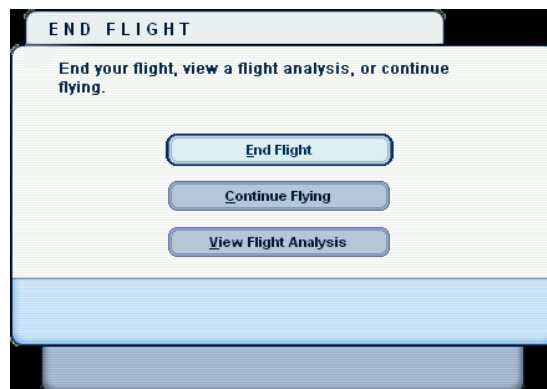 END FLIGHT
End your flight, view a flight analysis, or continue
flying.
End Flight
Continue Flying
View Flight Analysis